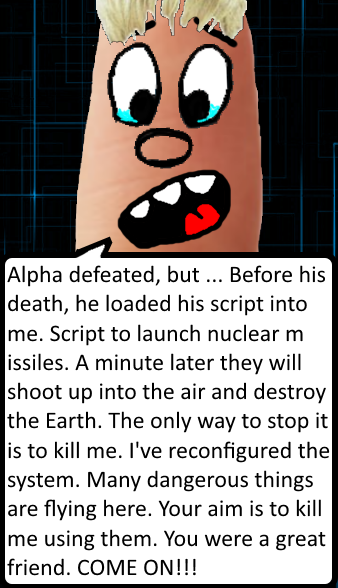 Alpha defeated, but ... Before his
death, he loaded his script into
me. Script to launch nuclear m
issiles. A minute later they will
shoot up into the air and destroy
the Earth. The only way to stop it
is to kill me. I've reconfigured the
system. Many dangerous things
are flying here. Your aim is to kill
me using them. You were a great
friend. COME ON!!!